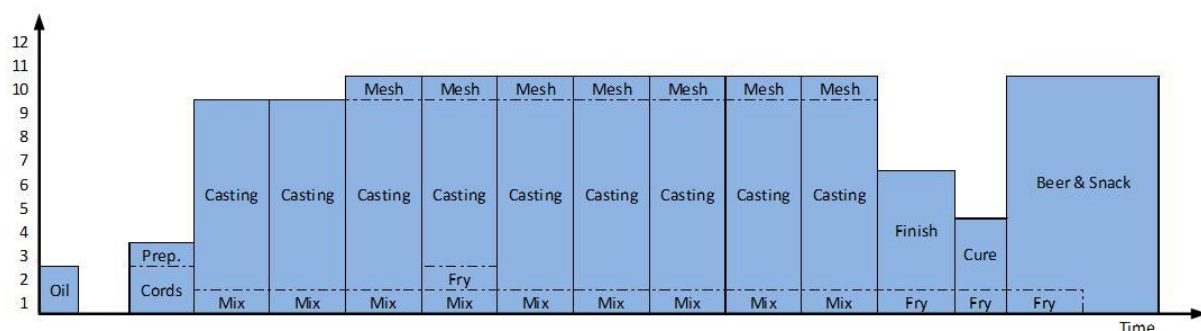 12
11
10 Mesh Mesh Mesh Mesh Mesh Mesh Mesh
9
8
7
6 Casting Casting Casting Casting Casting Casting Casting Casting Casting Beer & Snack
5
4 Finish
3 Prep. Cure
2 Fry
1 Oil Cords Mix Mix Mix Mix Mix Mix Mix Mix Mix Fry Fry Fry
Time